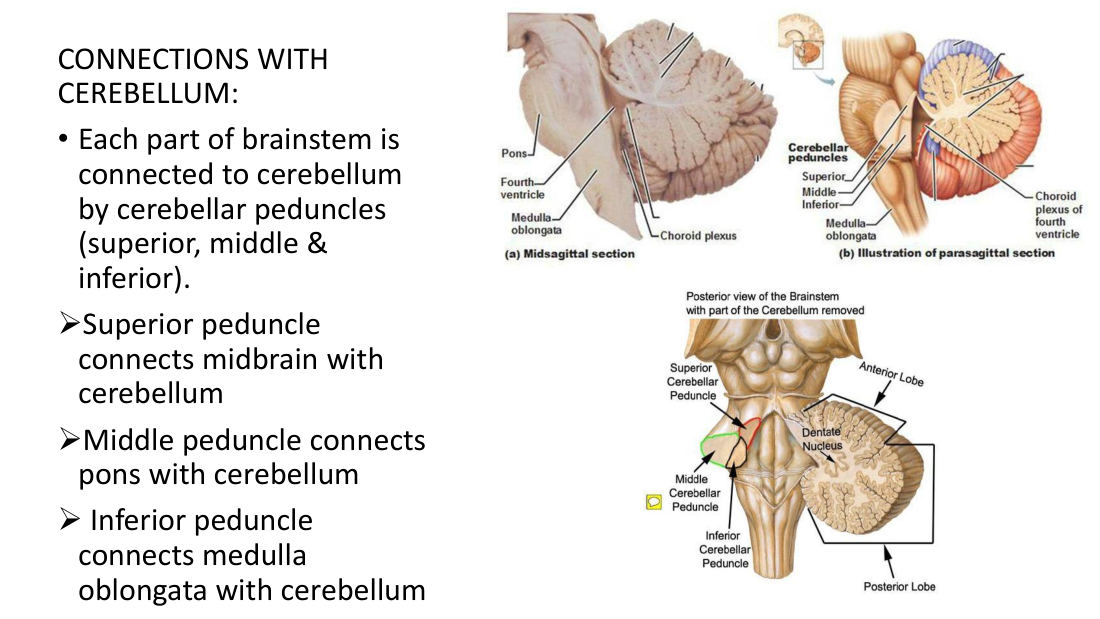 CONNECTIONS WITH
CEREBELLUM:
• Each part of brainstem is
connected to cerebellum
by cerebellar peduncles
(superior, middle &
inferior).
➢Superior peduncle
connects midbrain with
cerebellum
➢Middle peduncle connects
pons with cerebellum
➢ Inferior peduncle
connects medulla
oblongata with cerebellum
Pons
Fourth
ventricle
Medulla
oblongata
Choroid plexus
(a) Midsagittal section
Cerebellar
peduncles
Superior
Middle
Inferior
Medulla
oblongata
Choroid
plexus of
fourth
ventricle
(b) Illustration of parasagittal section
Posterior view of the Brainstem
with part of the Cerebellum removed
Superior
Cerebellar
Peduncle
Anterior Lobe
Dentate
Nucleus
Middle
Cerebellar
Peduncle
Inferior
Cerebellar
Peduncle
Posterior Lobe